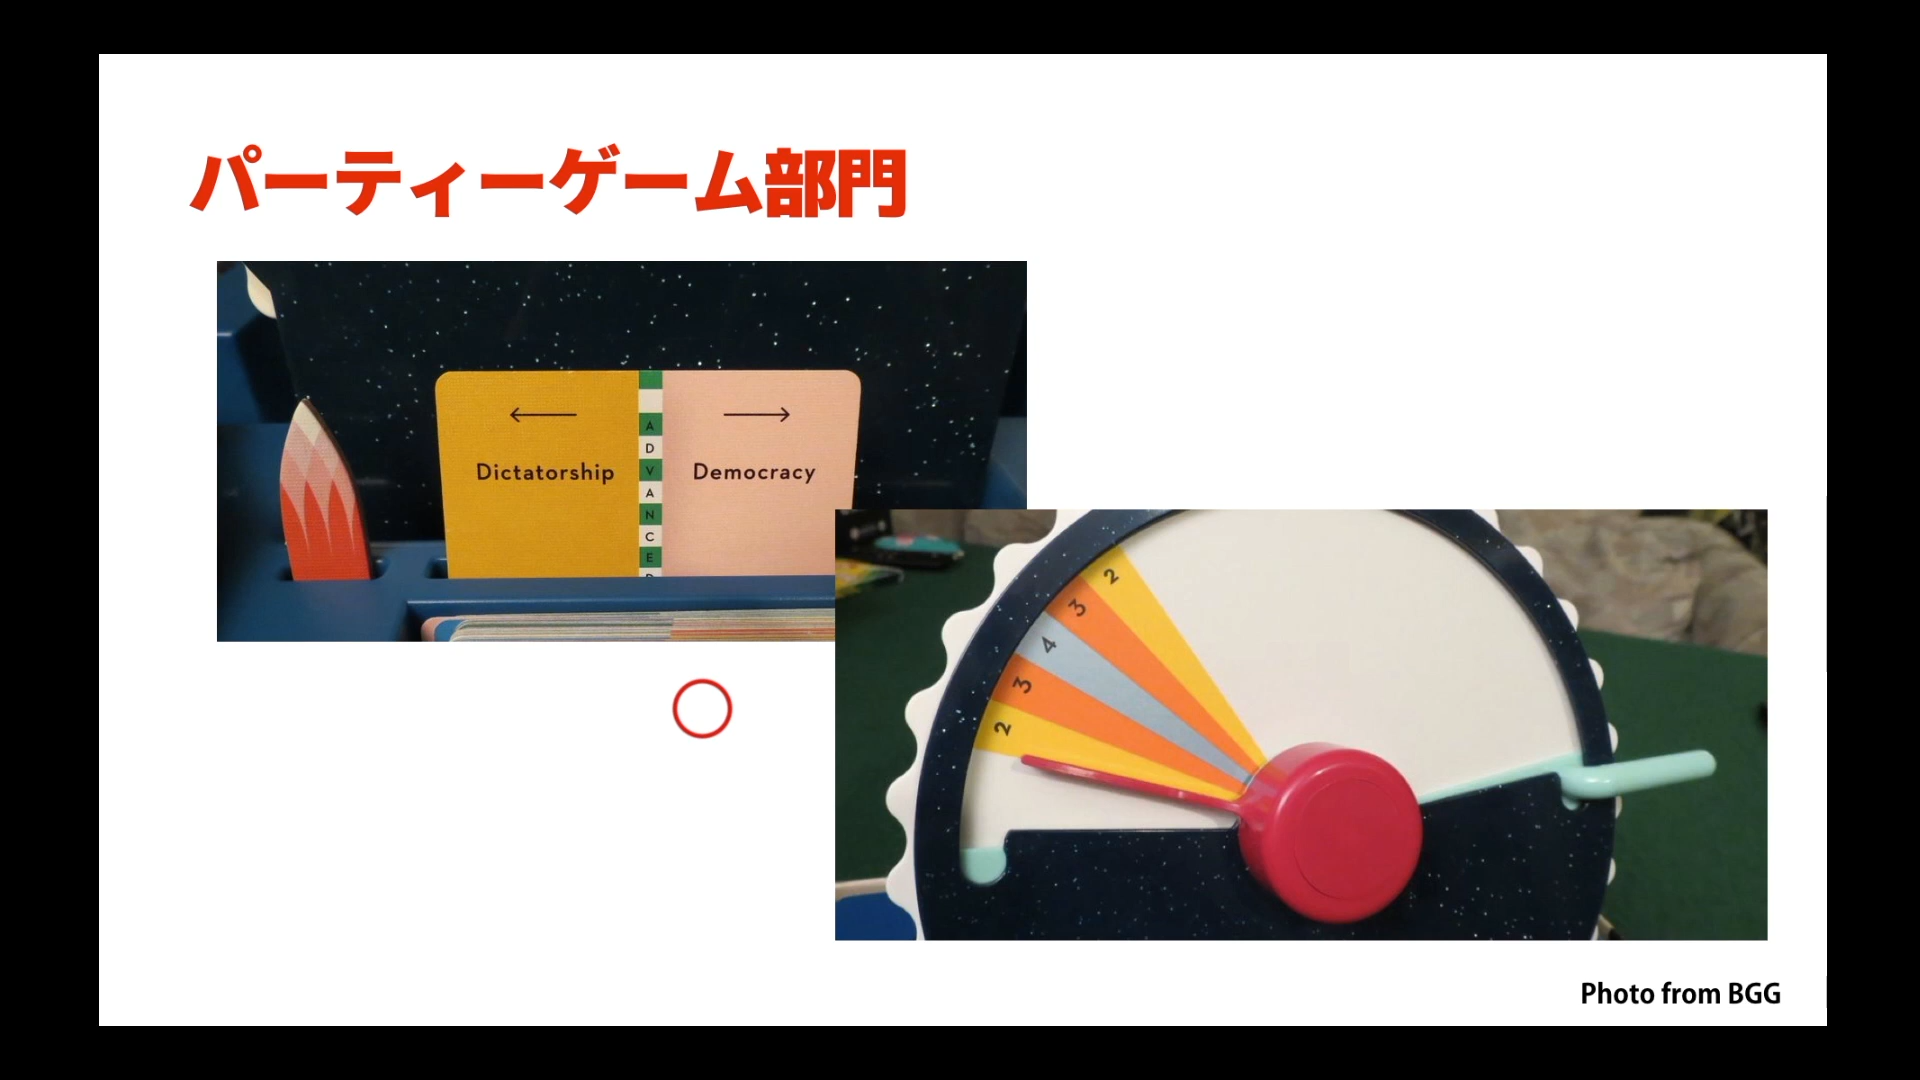 パーティーゲーム部門
Dictatorship
ADVANCED
Democracy
2
3
4
3
2
Photo from BGG